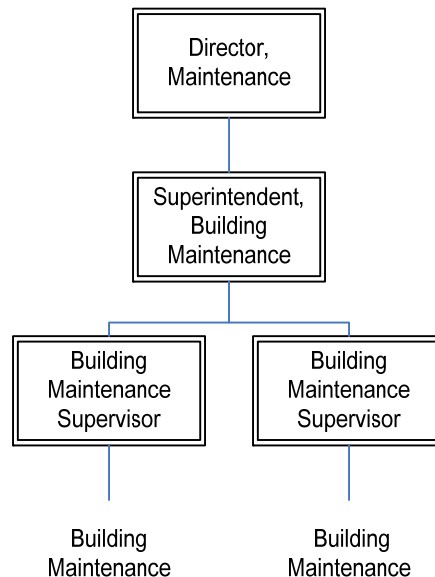 Director,
Maintenance
Superintendent,
Building
Maintenance
Building
Maintenance
Supervisor
Building
Maintenance
Supervisor
Building
Maintenance
Building
Maintenance